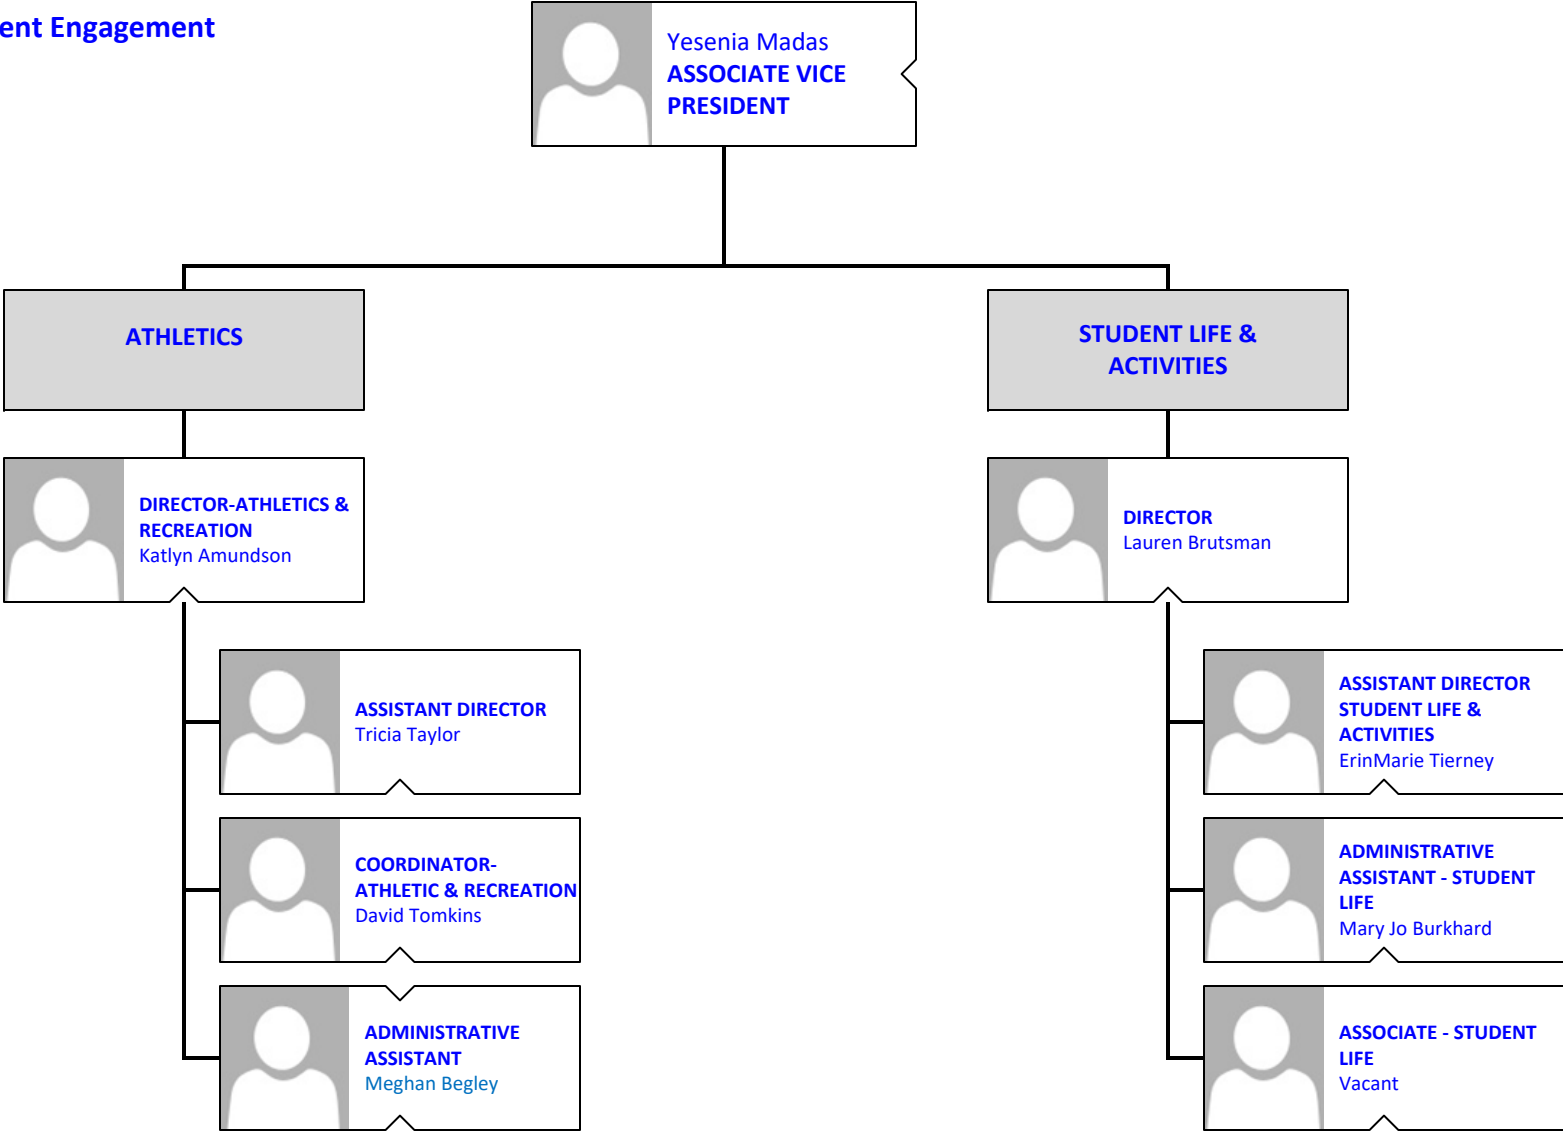 ent Engagement
Yesenia Madas
ASSOCIATE VICE
PRESIDENT
ATHLETICS
STUDENT LIFE &
ACTIVITIES
DIRECTOR-ATHLETICS &
RECREATION
Katlyn Amundson
DIRECTOR
Lauren Brutsman
ASSISTANT DIRECTOR
Tricia Taylor
COORDINATOR-
ATHLETIC & RECREATION
David Tomkins
ADMINISTRATIVE
ASSISTANT
Meghan Begley
ASSISTANT DIRECTOR
STUDENT LIFE &
ACTIVITIES
ErinMarie Tierney
ADMINISTRATIVE
ASSISTANT - STUDENT
LIFE
Mary Jo Burkhard
ASSOCIATE - STUDENT
LIFE
Vacant